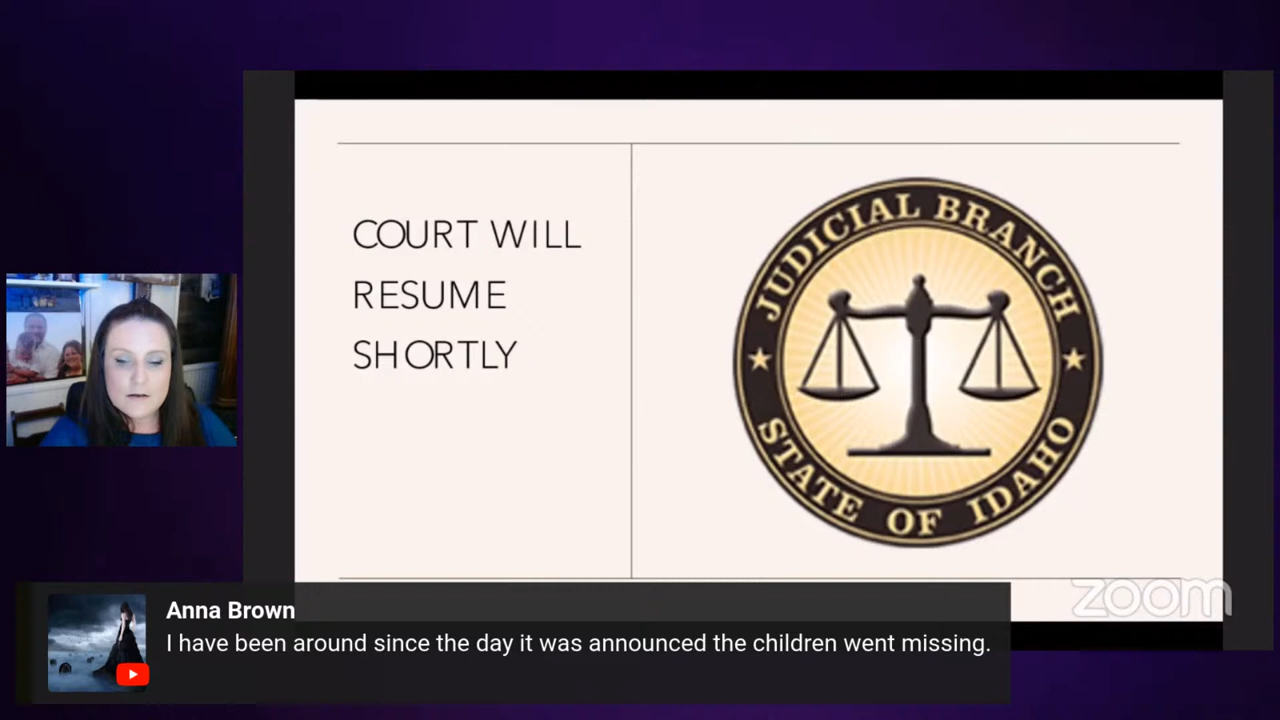 COURT WILL
RESUME
SHORTLY
JUDICIAL BRANCH
STATE OF IDAHO
zoom
Anna Brown
I have been around since the day it was announced the children went missing.